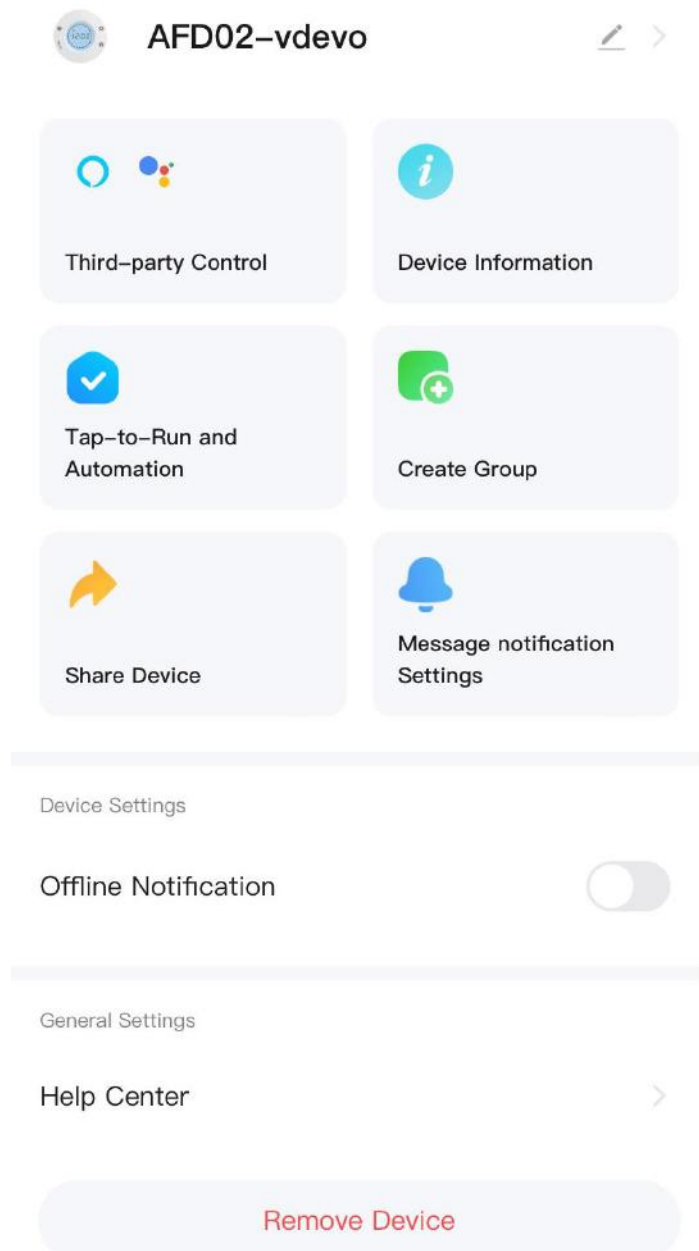 AFD02-vdevo
Third-party Control
Device Information
Tap-to-Run and
Automation
Create Group
Share Device
Message notification
Settings
Device Settings
Offline Notification
General Settings
Help Center
Remove Device